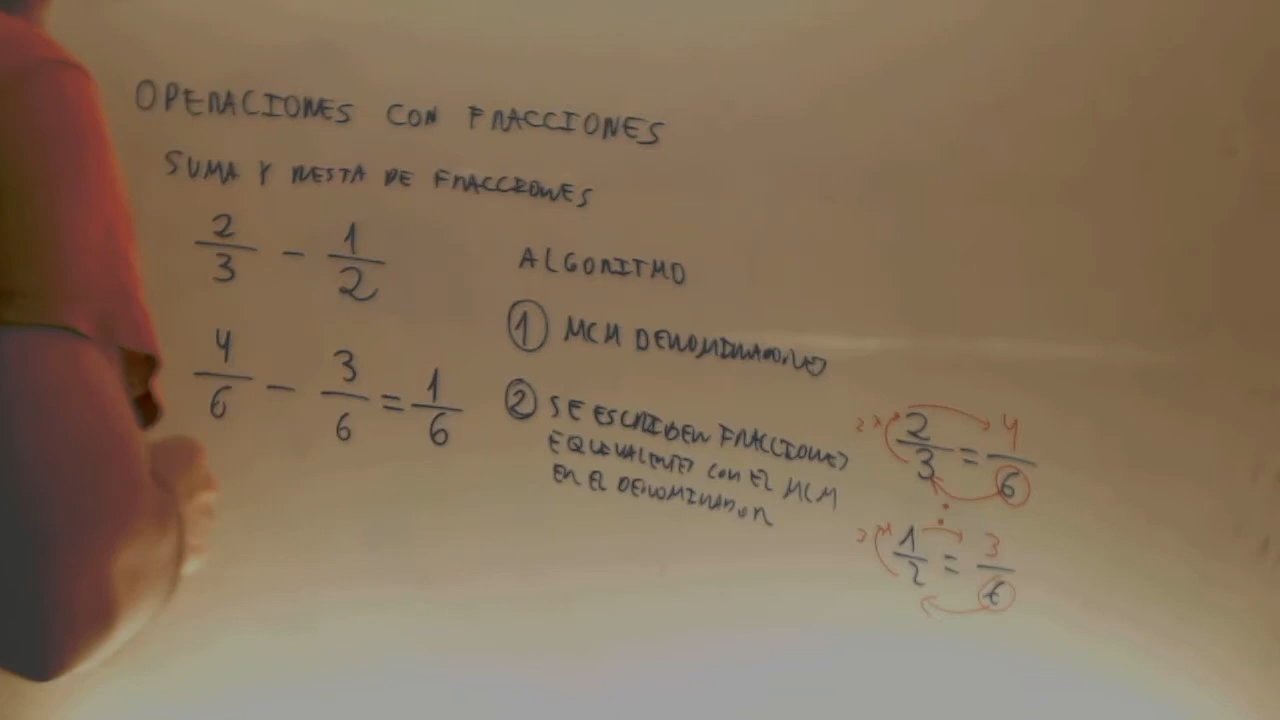 OPERACIONES CON FRACCIONES
SUMA Y RESTA DE FRACCIONES
2/3 - 1/2
4/6 - 3/6 = 1/6
ALGORITMO
① MCM DENOMINADORES
② SE ESCRIBEN FRACCIONES
EQUIVALENTES CON EL MCM
EN EL DENOMINADOR
2/3 = 4/6
:
1/2 = 3/6